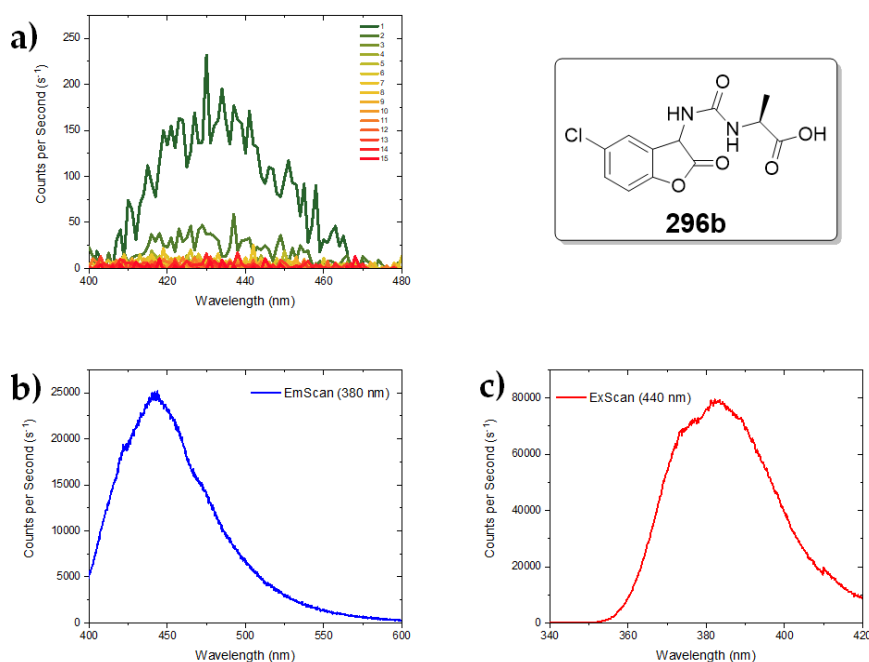 a)
Counts per Second (s⁻¹)
250
200
150
100
50
0
400
420
440
460
480
Wavelength (nm)
1
2
3
4
5
6
7
8
9
10
11
12
13
14
15
Cl
HN
O
N
H
OH
O
O
O
296b
b)
Counts per Second (s⁻¹)
25000
20000
15000
10000
5000
0
400
450
500
550
600
Wavelength (nm)
EmScan (380 nm)
c)
Counts per Second (s⁻¹)
80000
60000
40000
20000
0
340
360
380
400
420
Wavelength (nm)
ExScan (440 nm)